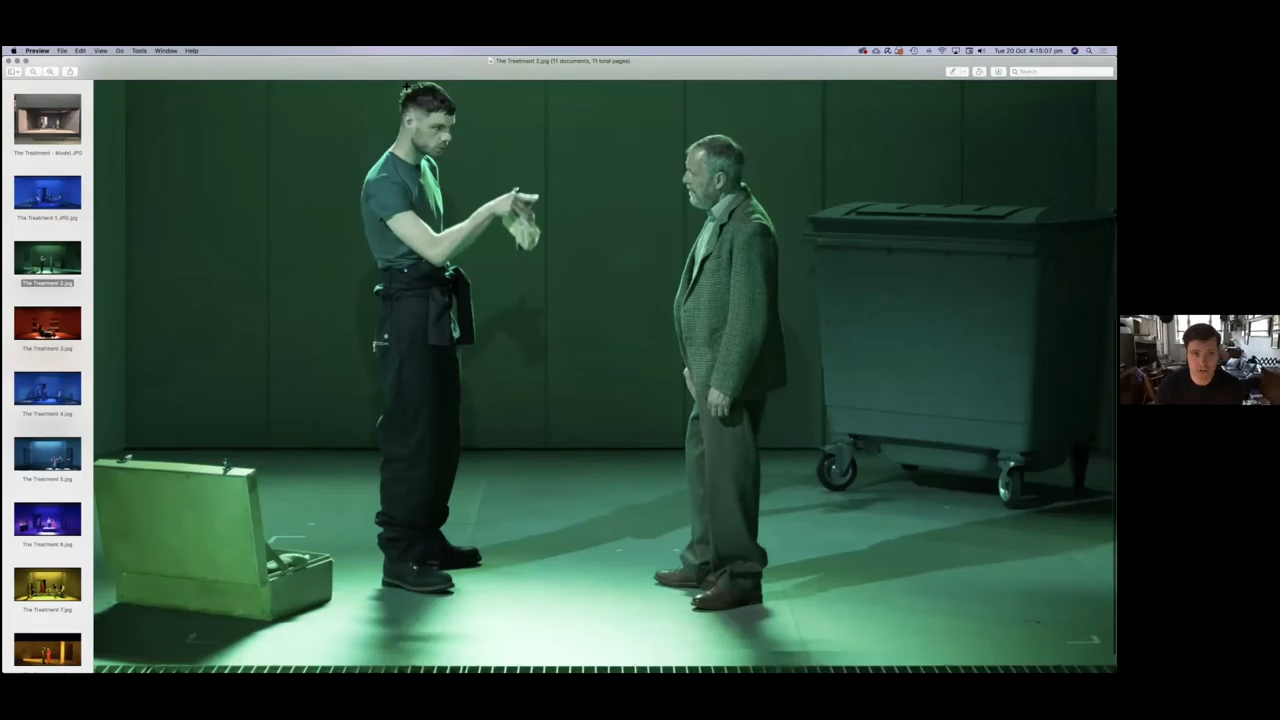 Preview File Edit View Go Tools Window Help
Tue 20 Oct 4:15:07 pm
The Treatment 2.jpg (11 documents, 11 total pages)
Search
The Treatment - Model.JPG
The Treatment 1.JPG.jpg
The Treatment 2.jpg
The Treatment 3.jpg
The Treatment 4.jpg
The Treatment 5.jpg
The Treatment 6.jpg
The Treatment 7.jpg